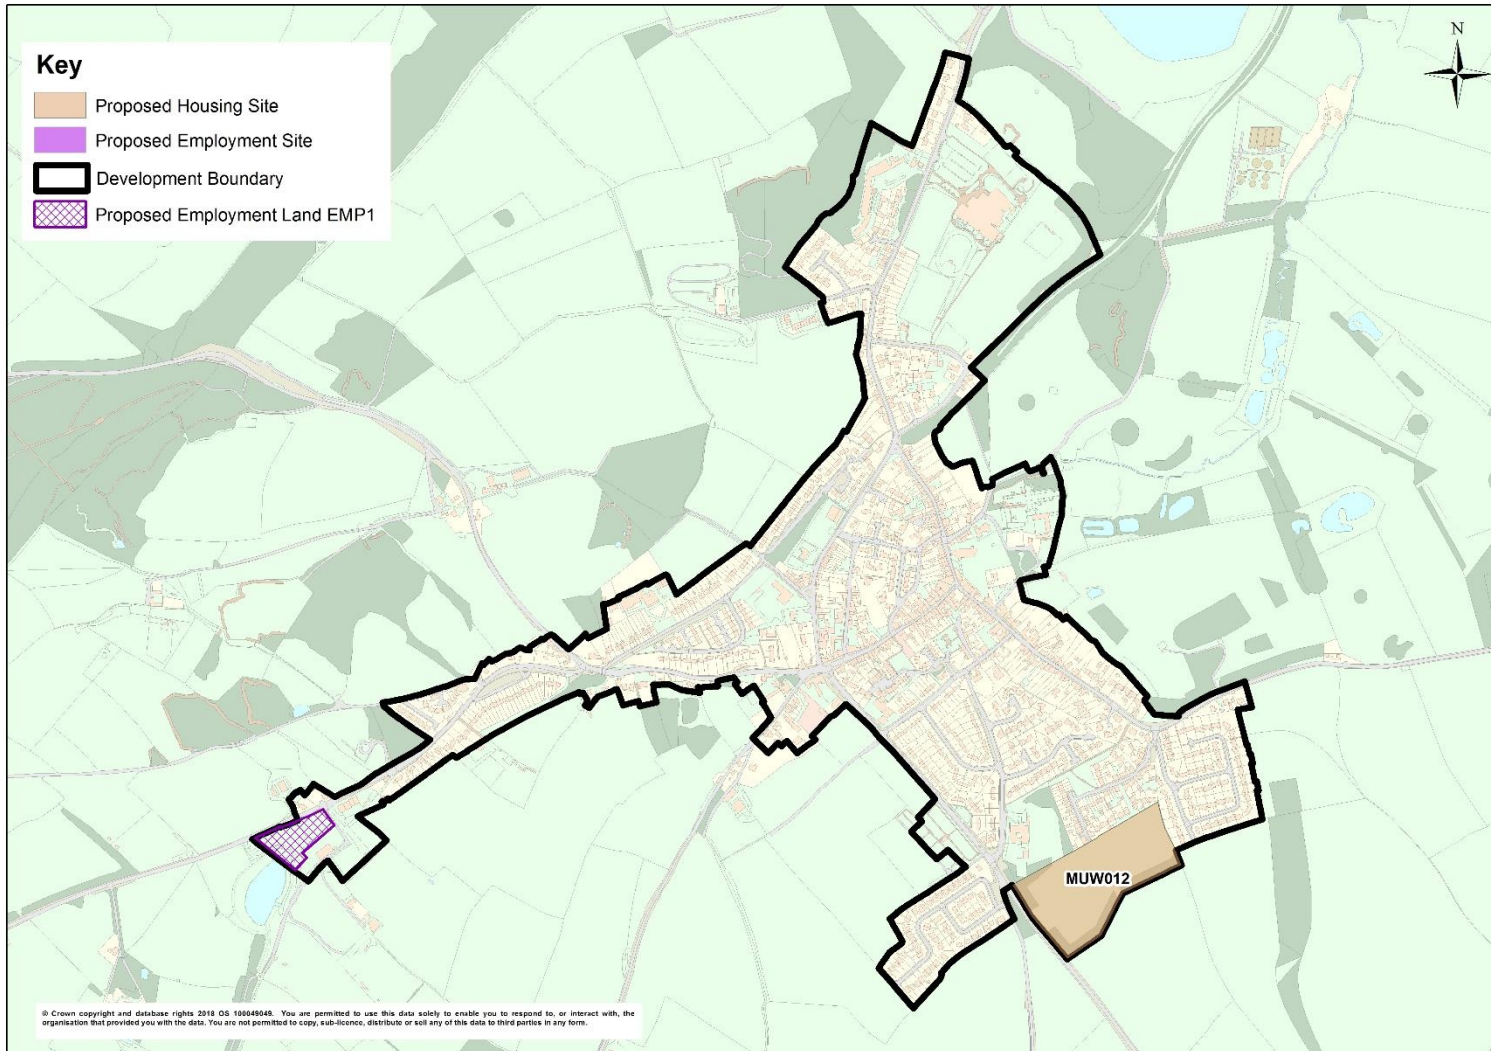 N
Key
Proposed Housing Site
Proposed Employment Site
Development Boundary
Proposed Employment Land EMP1
MUW012
© Crown copyright and database rights 2018 OS 100049049. You are permitted to use this data solely to enable you to respond to, or interact with, the
organisation that provided you with the data. You are not permitted to copy, sub-licence, distribute or sell any of this data to third parties in any form.